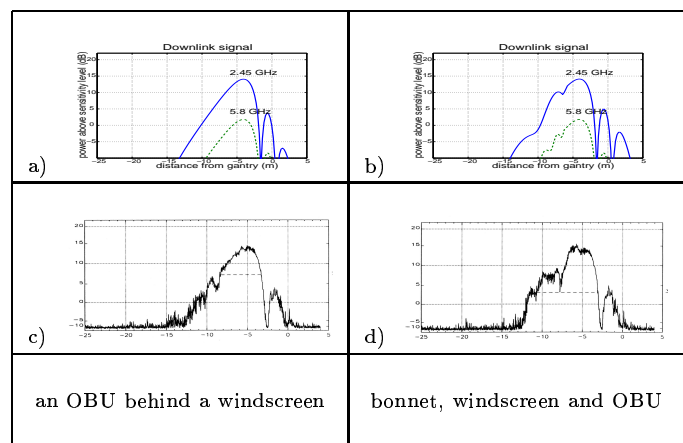 Downlink signal
power above sensitivity level (dB)
20
15
10
5
0
−5
2.45 GHz
5.8 GHz
−25 −20 −15 −10 −5 0 5
distance from gantry (m)
a)
Downlink signal
power above sensitivity level (dB)
20
15
10
5
0
−5
2.45 GHz
5.8 GHz
−25 −20 −15 −10 −5 0 5
distance from gantry (m)
b)
20
15
10
0
−5
−10
−25 −20 −15 −10 −5 0 5
c)
20
15
10
0
−5
−10
−25 −20 −15 −10 −5 0 5
d)
an OBU behind a windscreen
bonnet, windscreen and OBU